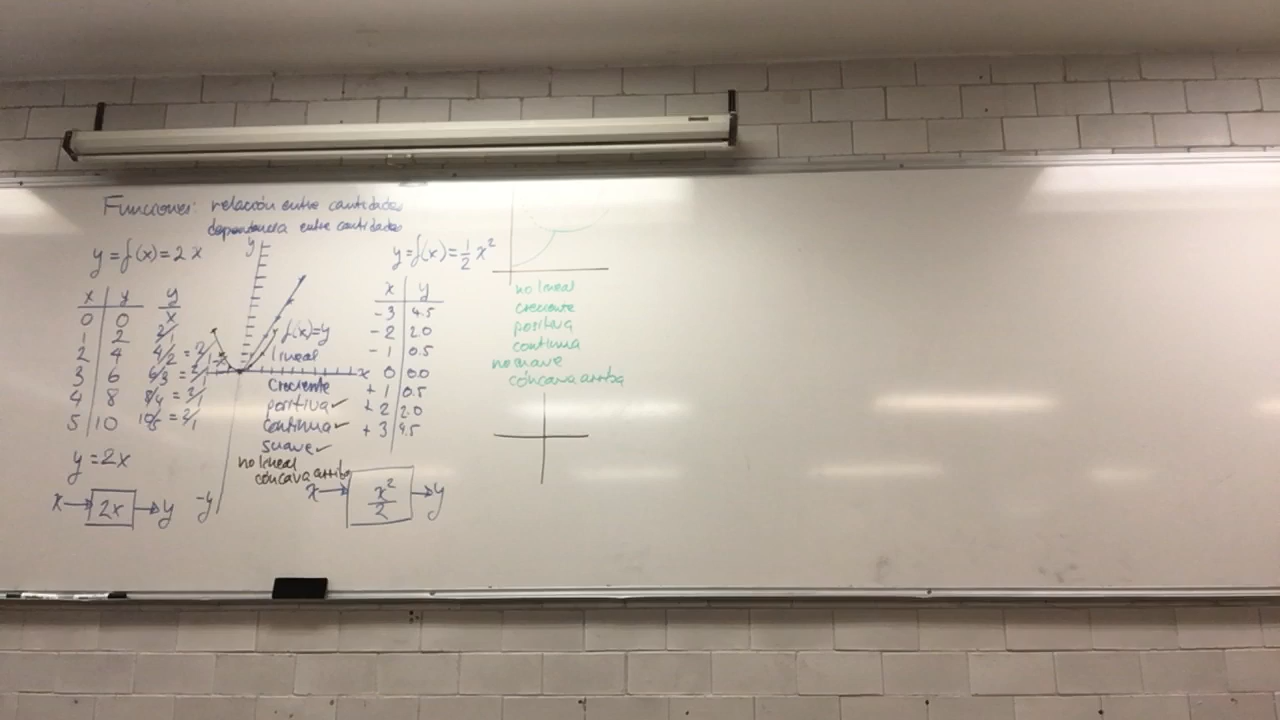 Funciones: relación entre cantidades
dependencia entre cantidades
y = f(x) = 2x
x | y
0 | 0
1 | 2
2 | 4
3 | 6
4 | 8
5 | 10
y
x
2/1
4/2 = 2/1
6/3 = 2/1
8/4 = 2/1
10/5 = 2/1
y = 2x
x → 2x → y
y
f(x)=y
lineal
x
creciente
positiva ✓
continua ✓
suave ✓
no lineal
cóncava arriba
-x
-y
y = f(x) = 1/2 x²
x | y
-3 | 4.5
-2 | 2.0
-1 | 0.5
0 | 0.0
+1 | 0.5
+2 | 2.0
+3 | 4.5
x → x²/2 → y
no lineal
creciente
positiva
continua
no suave
cóncava arriba